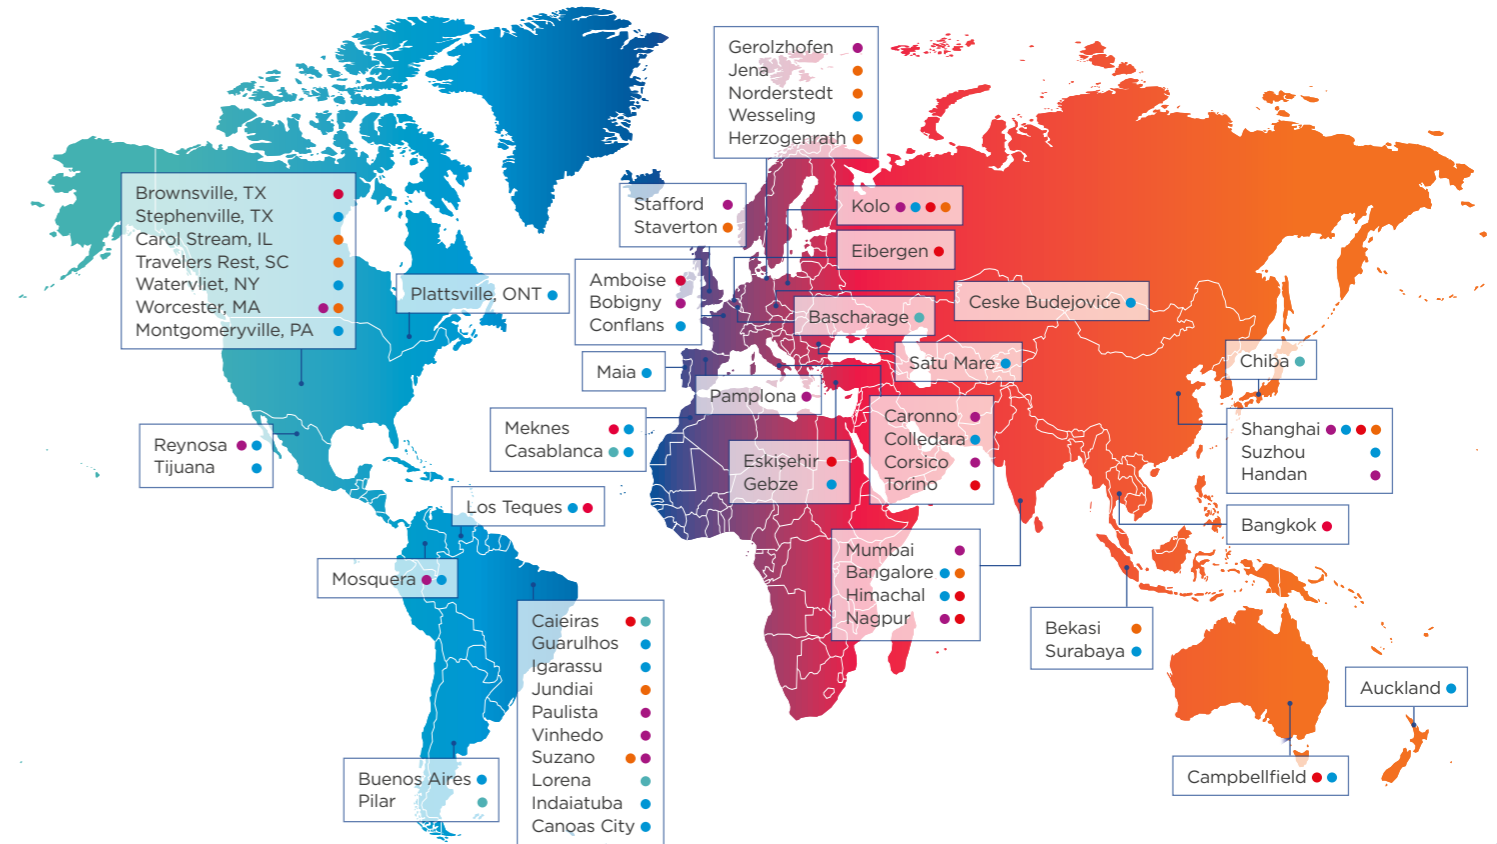 Gerolzhofen
Jena
Norderstedt
Wesseling
Herzogenrath
Brownsville, TX
Stephenville, TX
Carol Stream, IL
Travelers Rest, SC
Watervliet, NY
Worcester, MA
Montgomeryville, PA
Plattsville, ONT
Stafford
Staverton
Kolo
Eibergen
Amboise
Bobigny
Conflans
Ceske Budejovice
Bascharage
Satu Mare
Chiba
Maia
Pamplona
Meknes
Casablanca
Caronno
Colledara
Corsico
Torino
Eskişehir
Gebze
Shanghai
Suzhou
Handan
Reynosa
Tijuana
Los Teques
Bangkok
Mosquera
Mumbai
Bangalore
Himachal
Nagpur
Caieiras
Guarulhos
Igarassu
Jundiai
Paulista
Vinhedo
Suzano
Lorena
Indaiatuba
Canoas City
Bekasi
Surabaya
Auckland
Buenos Aires
Pilar
Campbellfield